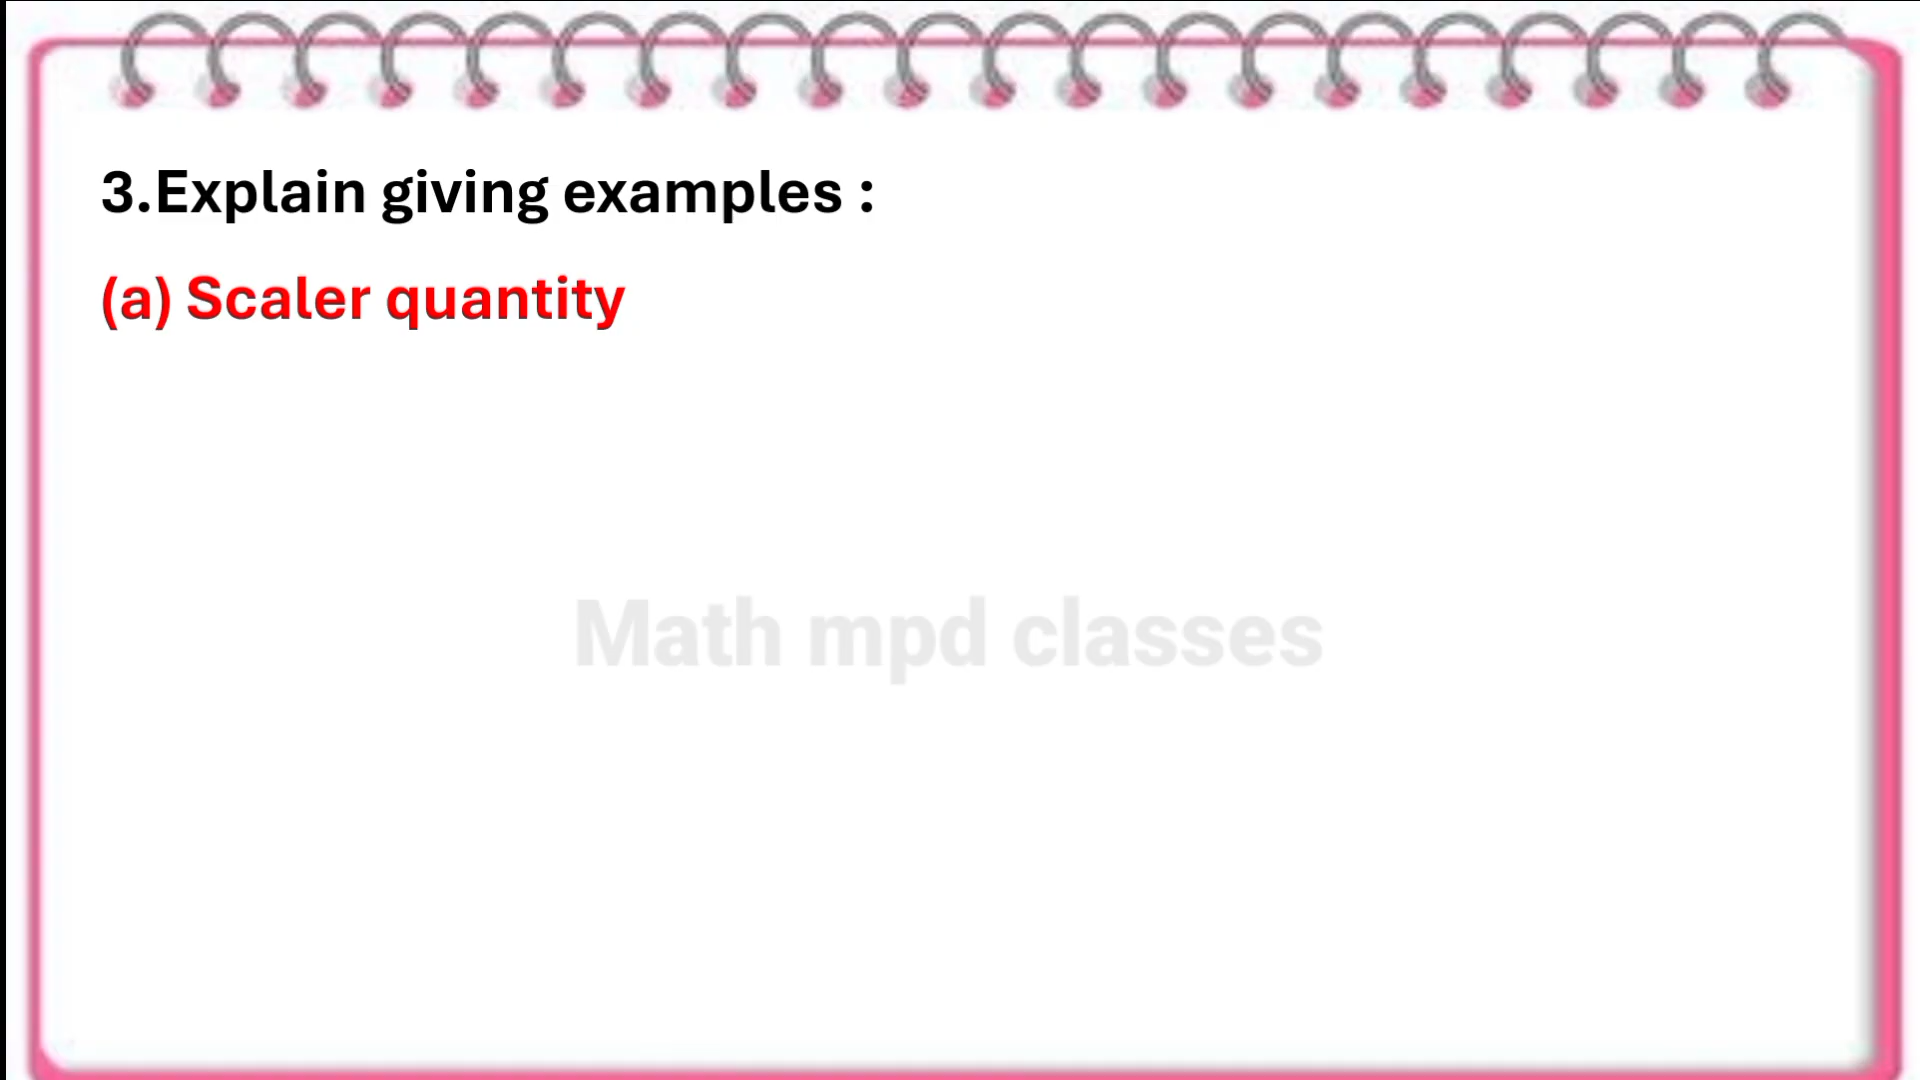 3.Explain giving examples :
(a) Scaler quantity
Math mpd classes